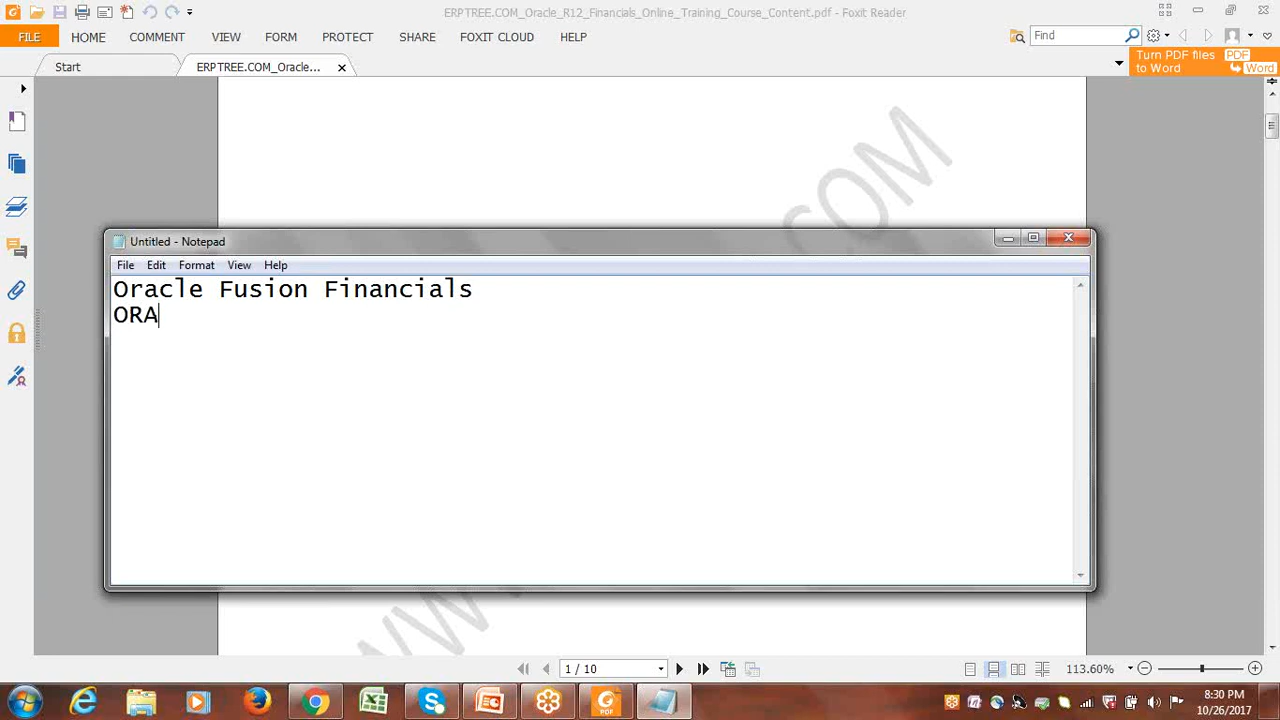 ERPTREE.COM_Oracle_R12_Financials_Online_Training_Course_Content.pdf - Foxit Reader
FILE HOME COMMENT VIEW FORM PROTECT SHARE FOXIT CLOUD HELP Find
Start ERPTREE.COM_Oracle...
Turn PDF files to Word PDF Word
Untitled - Notepad
File Edit Format View Help
Oracle Fusion Financials
ORA
1 / 10 113.60%
8:30 PM
10/26/2017